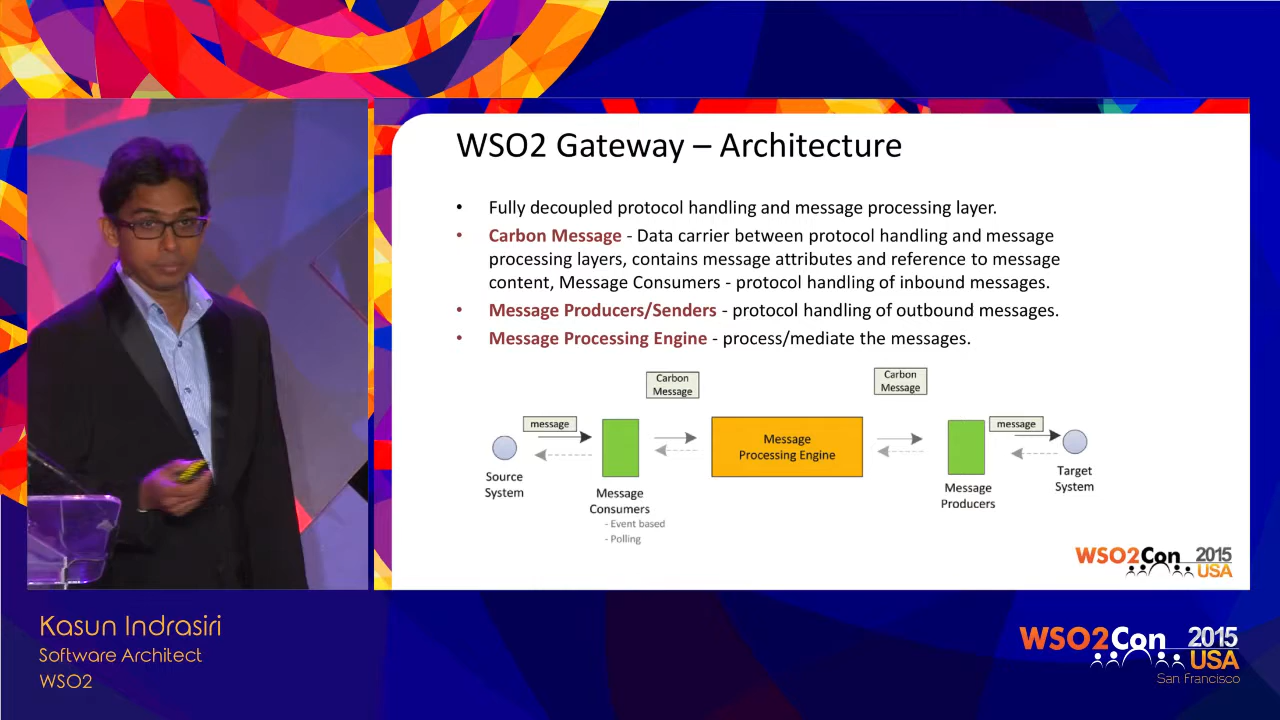 WSO2 Gateway – Architecture
• Fully decoupled protocol handling and message processing layer.
• Carbon Message - Data carrier between protocol handling and message
processing layers, contains message attributes and reference to message
content, Message Consumers - protocol handling of inbound messages.
• Message Producers/Senders - protocol handling of outbound messages.
• Message Processing Engine - process/mediate the messages.
Carbon
Message
Carbon
Message
message
message
Message
Processing Engine
Source
System
Target
System
Message
Consumers
- Event based
- Polling
Message
Producers
WSO2Con 2015
USA
Kasun Indrasiri
Software Architect
WSO2
WSO2Con 2015
USA
San Francisco